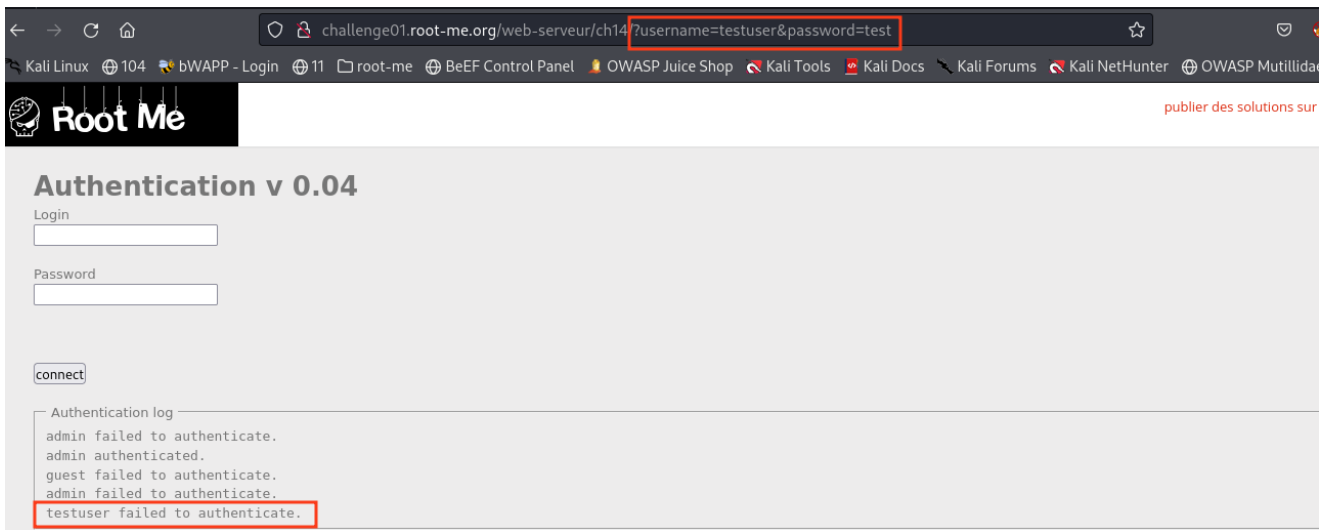 challenge01.root-me.org/web-serveur/ch14/?username=testuser&password=test
Kali Linux 104 bWAPP - Login 11 root-me BeEF Control Panel OWASP Juice Shop Kali Tools Kali Docs Kali Forums Kali NetHunter OWASP Mutillidae
Root Me
publier des solutions sur
Authentication v 0.04
Login
Password
connect
Authentication log
admin failed to authenticate.
admin authenticated.
guest failed to authenticate.
admin failed to authenticate.
testuser failed to authenticate.